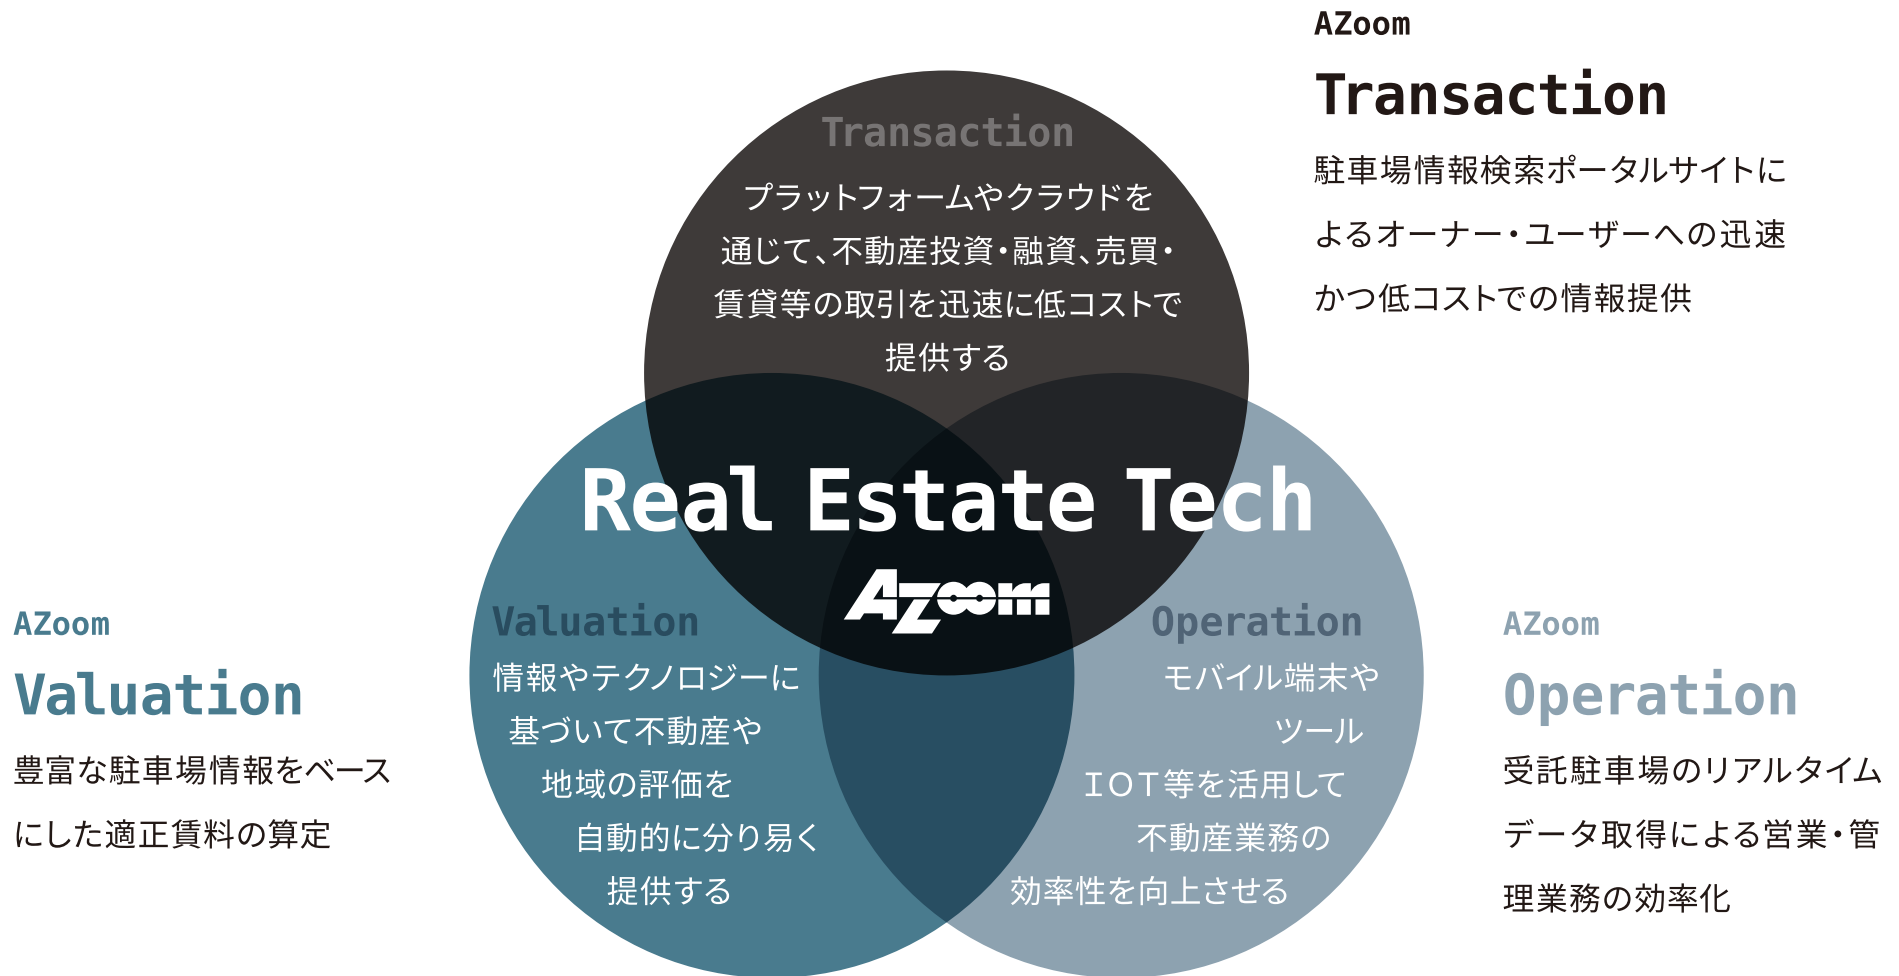 AZoom
Transaction
駐車場情報検索ポータルサイトに
よるオーナー・ユーザーへの迅速
かつ低コストでの情報提供
Transaction
プラットフォームやクラウドを
通じて、不動産投資・融資、売買・
賃貸等の取引を迅速に低コストで
提供する
Real Estate Tech
AZoom
Valuation
情報やテクノロジーに
基づいて不動産や
地域の評価を
自動的に分り易く
提供する
Operation
モバイル端末や
ツール
ＩＯＴ等を活用して
不動産業務の
効率性を向上させる
AZoom
Valuation
豊富な駐車場情報をベース
にした適正賃料の算定
AZoom
Operation
受託駐車場のリアルタイム
データ取得による営業・管
理業務の効率化